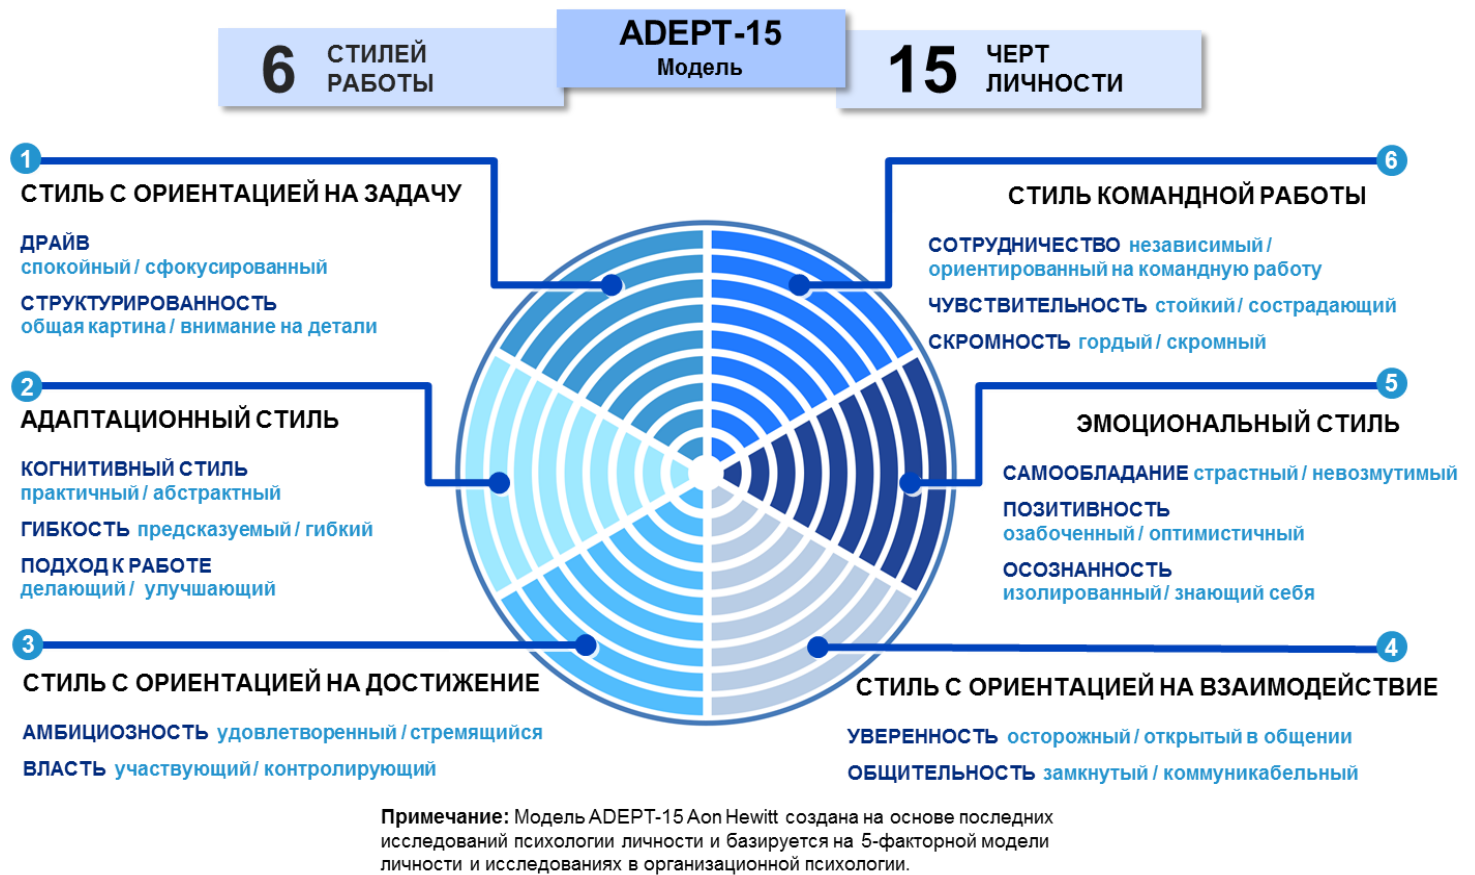 6 СТИЛЕЙ
РАБОТЫ
ADEPT-15
Модель
15 ЧЕРТ
ЛИЧНОСТИ
1
СТИЛЬ С ОРИЕНТАЦИЕЙ НА ЗАДАЧУ
ДРАЙВ
спокойный / сфокусированный
СТРУКТУРИРОВАННОСТЬ
общая картина / внимание на детали
2
АДАПТАЦИОННЫЙ СТИЛЬ
КОГНИТИВНЫЙ СТИЛЬ
практичный / абстрактный
ГИБКОСТЬ предсказуемый / гибкий
ПОДХОД К РАБОТЕ
делающий / улучшающий
3
СТИЛЬ С ОРИЕНТАЦИЕЙ НА ДОСТИЖЕНИЕ
АМБИЦИОЗНОСТЬ удовлетворенный / стремящийся
ВЛАСТЬ участвующий / контролирующий
6
СТИЛЬ КОМАНДНОЙ РАБОТЫ
СОТРУДНИЧЕСТВО независимый /
ориентированный на командную работу
ЧУВСТВИТЕЛЬНОСТЬ стойкий / сострадающий
СКРОМНОСТЬ гордый / скромный
5
ЭМОЦИОНАЛЬНЫЙ СТИЛЬ
САМООБЛАДАНИЕ страстный / невозмутимый
ПОЗИТИВНОСТЬ
озабоченный / оптимистичный
ОСОЗНАННОСТЬ
изолированный / знающий себя
4
СТИЛЬ С ОРИЕНТАЦИЕЙ НА ВЗАИМОДЕЙСТВИЕ
УВЕРЕННОСТЬ осторожный / открытый в общении
ОБЩИТЕЛЬНОСТЬ замкнутый / коммуникабельный
Примечание: Модель ADEPT-15 Aon Hewitt создана на основе последних
исследований психологии личности и базируется на 5-факторной модели
личности и исследованиях в организационной психологии.